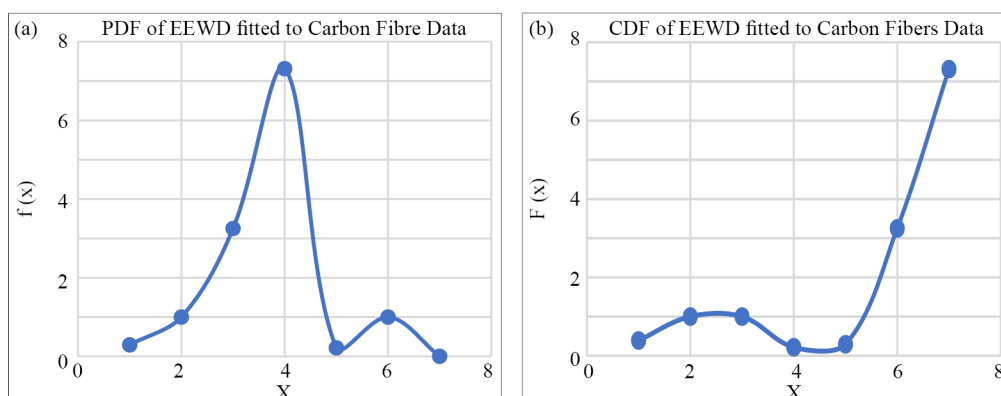 (a) PDF of EEWD fitted to Carbon Fibre Data
8
6
4
2
0
f (x)
0 2 4 6 8
X
(b) CDF of EEWD fitted to Carbon Fibers Data
8
6
4
2
0
F (x)
0 2 4 6 8
X